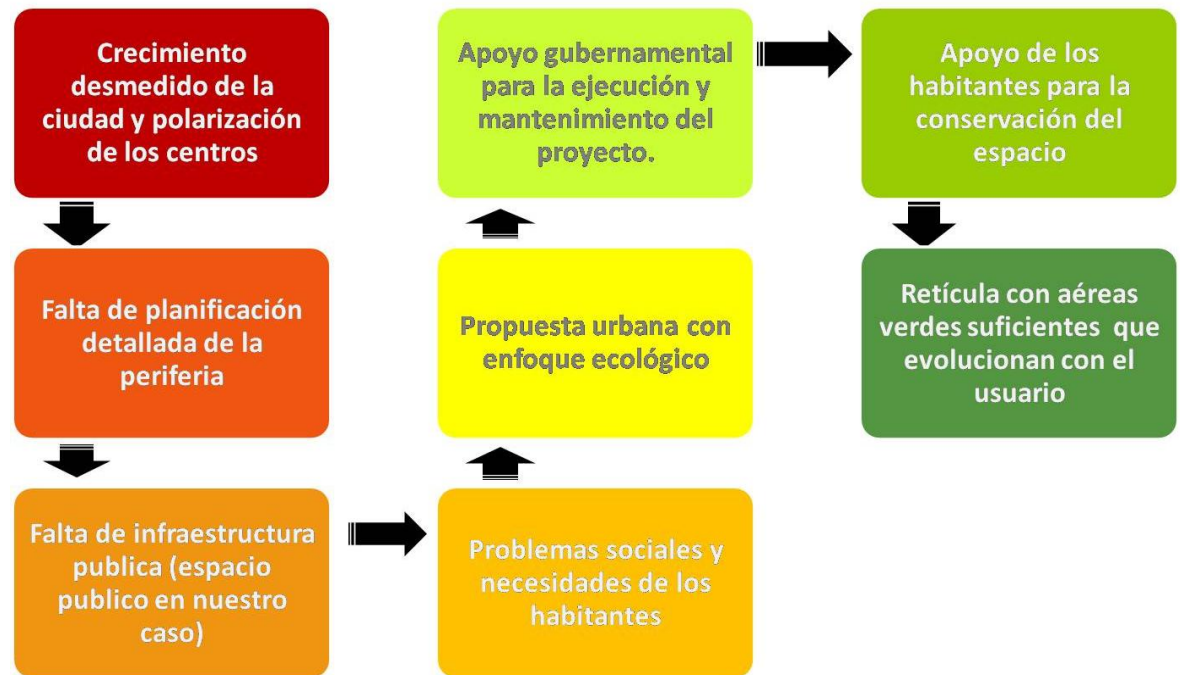 Crecimiento
desmedido de la
ciudad y polarización
de los centros
Falta de planificación
detallada de la
periferia
Falta de infraestructura
publica (espacio
publico en nuestro
caso)
Problemas sociales y
necesidades de los
habitantes
Propuesta urbana con
enfoque ecológico
Apoyo gubernamental
para la ejecución y
mantenimiento del
proyecto.
Apoyo de los
habitantes para la
conservación del
espacio
Retícula con aéreas
verdes suficientes que
evolucionan con el
usuario